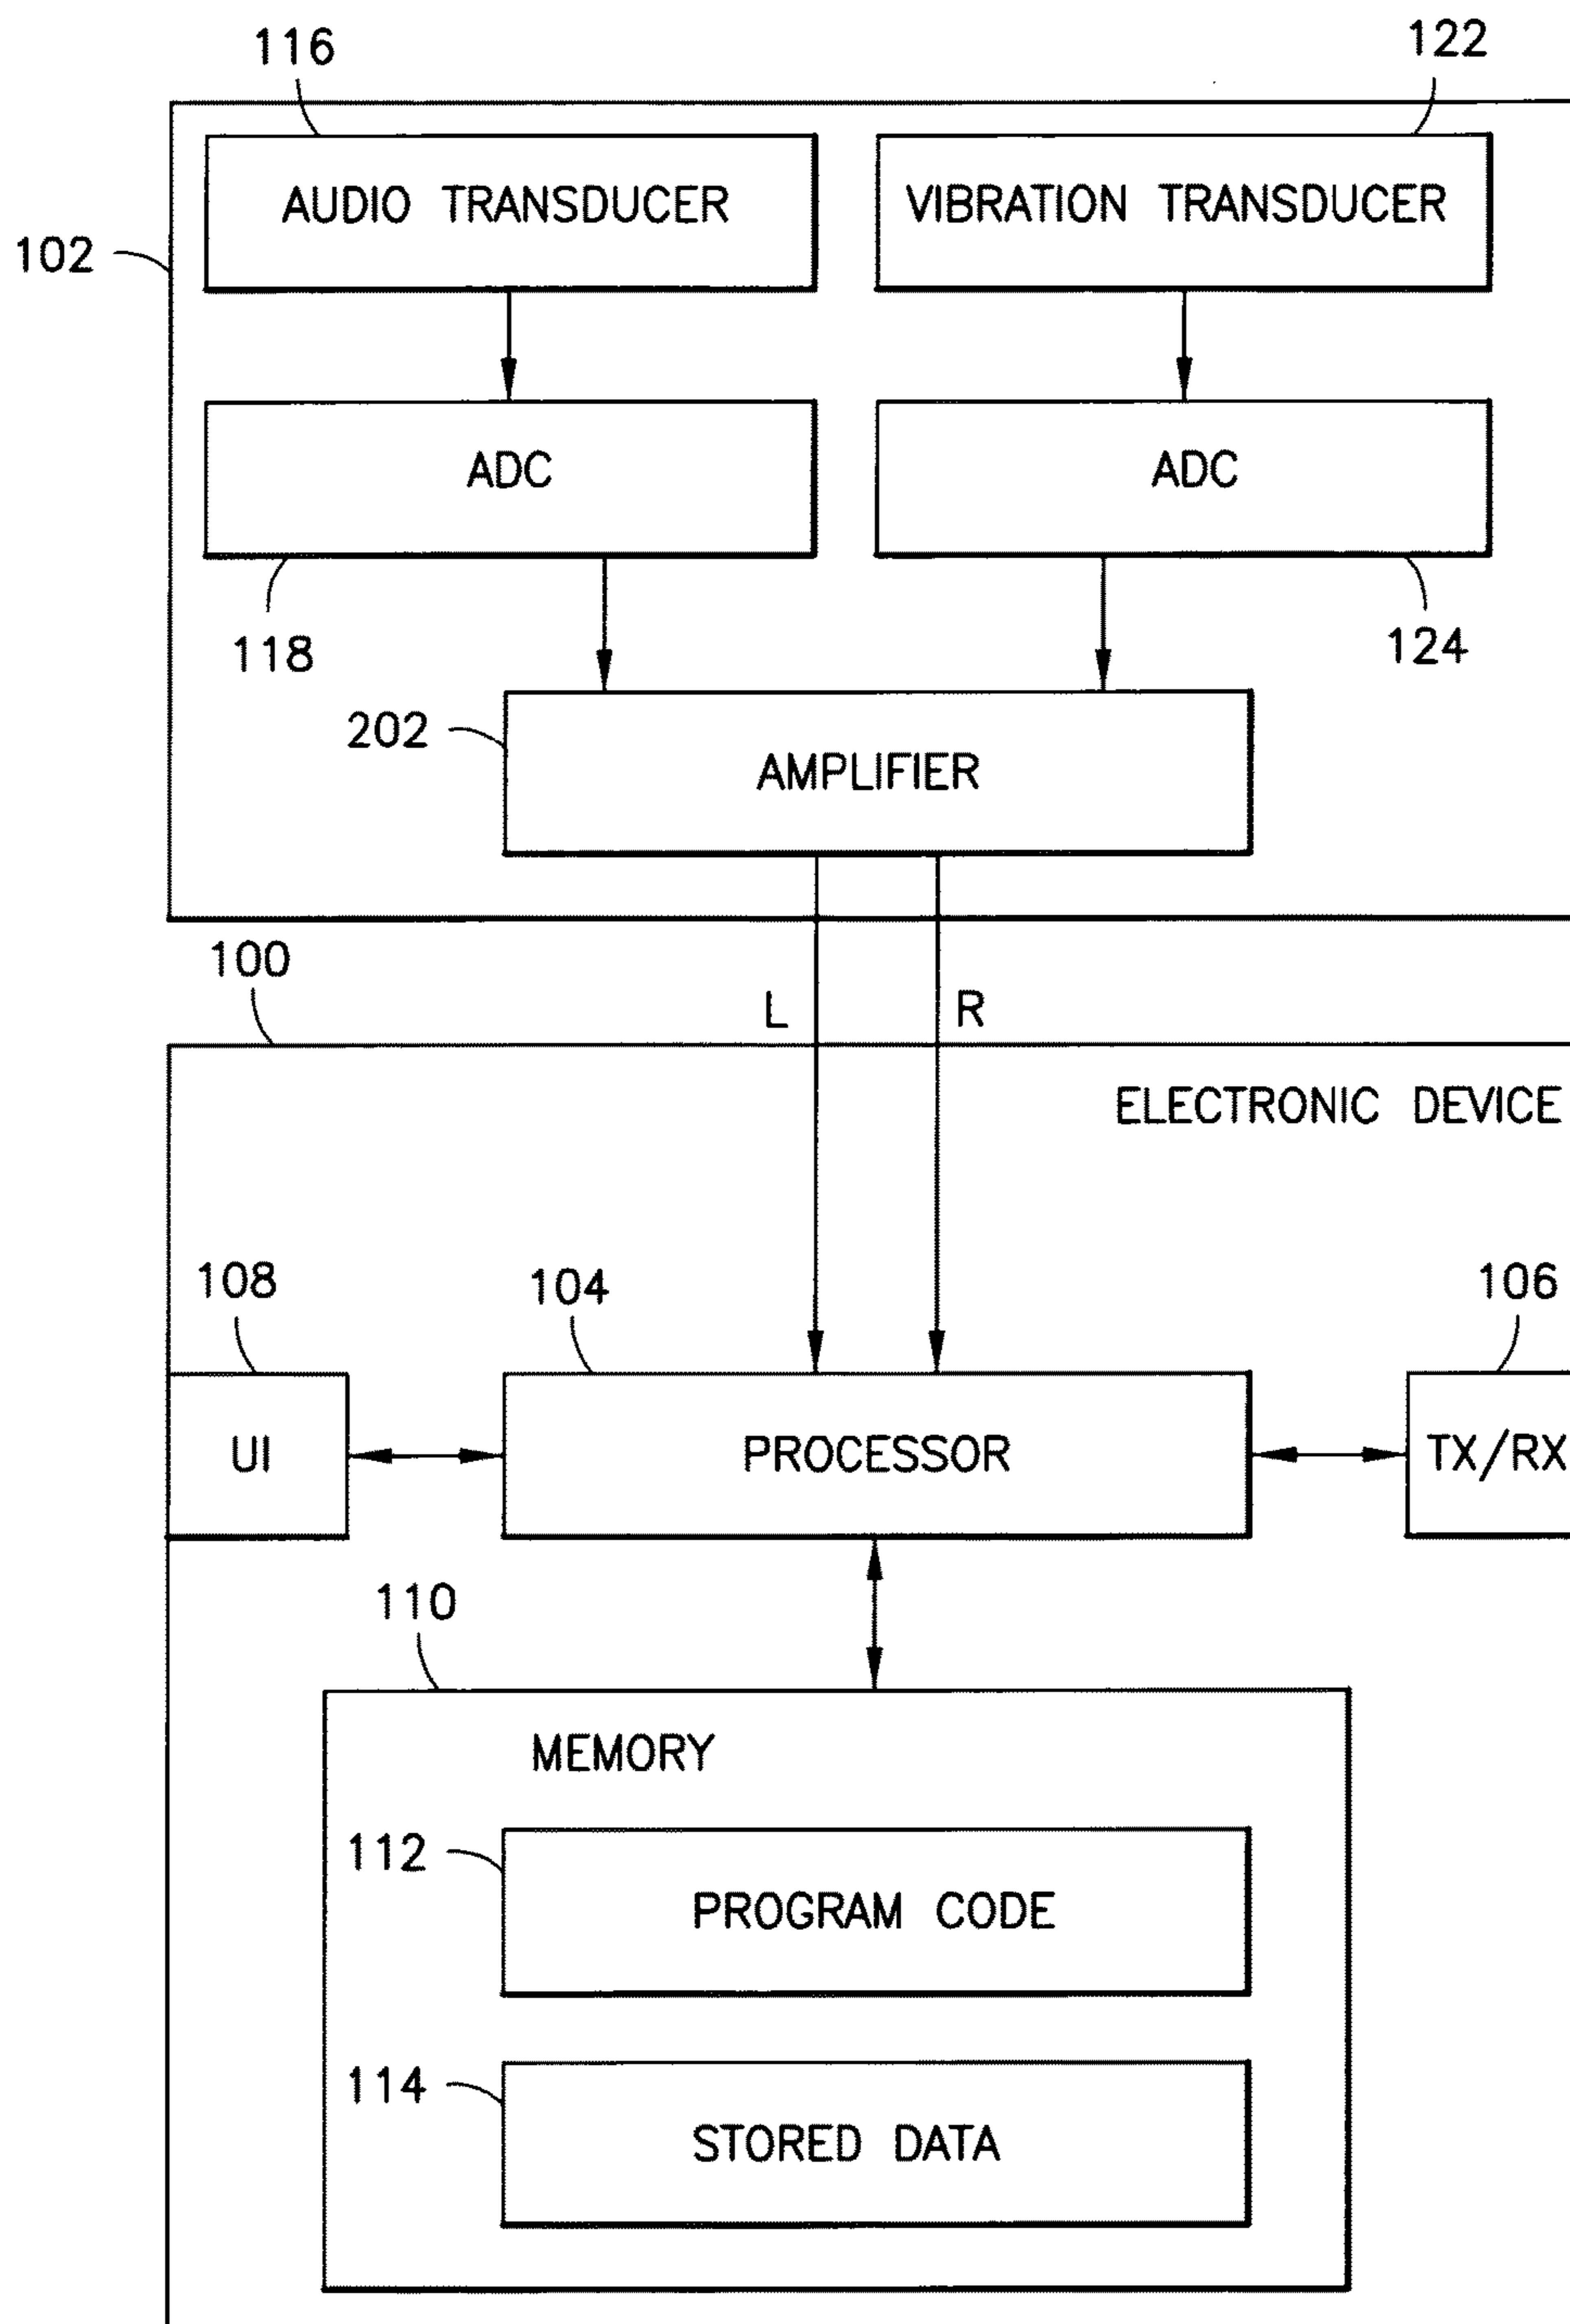 116
122
AUDIO TRANSDUCER
VIBRATION TRANSDUCER
102
ADC
ADC
118
124
202
AMPLIFIER
100
L
R
ELECTRONIC DEVICE
108
104
106
UI
PROCESSOR
TX/RX
110
MEMORY
112
PROGRAM CODE
114
STORED DATA